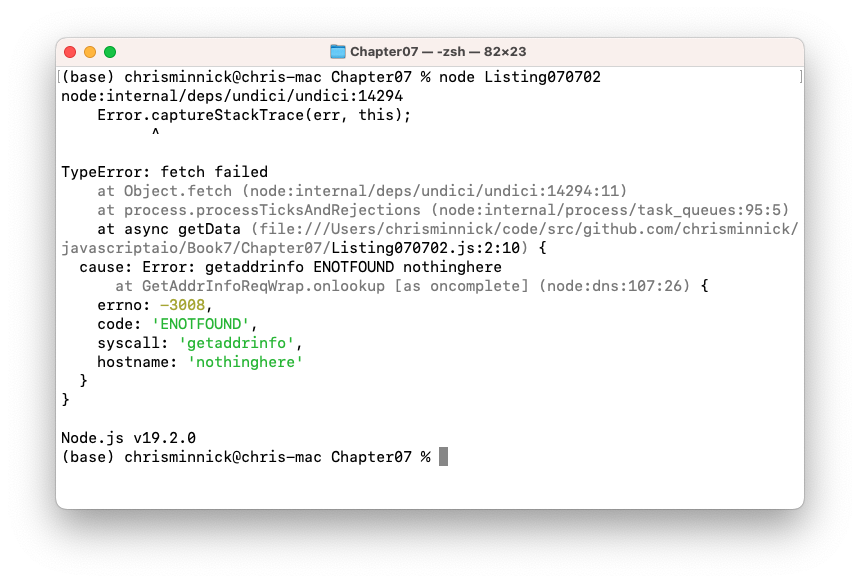 Chapter07 — -zsh — 82×23
[(base) chrisminnick@chris-mac Chapter07 % node Listing070702 ]
node:internal/deps/undici/undici:14294
    Error.captureStackTrace(err, this);
          ^
TypeError: fetch failed
    at Object.fetch (node:internal/deps/undici/undici:14294:11)
    at process.processTicksAndRejections (node:internal/process/task_queues:95:5)
    at async getData (file:///Users/chrisminnick/code/src/github.com/chrisminnick/
javascriptaio/Book7/Chapter07/Listing070702.js:2:10) {
  cause: Error: getaddrinfo ENOTFOUND nothinghere
      at GetAddrInfoReqWrap.onlookup [as oncomplete] (node:dns:107:26) {
    errno: -3008,
    code: 'ENOTFOUND',
    syscall: 'getaddrinfo',
    hostname: 'nothinghere'
  }
}
Node.js v19.2.0
(base) chrisminnick@chris-mac Chapter07 %